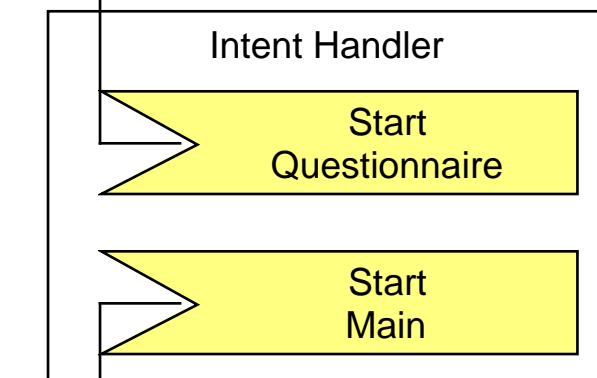 Intent Handler
Start
Questionnaire
Start
Main